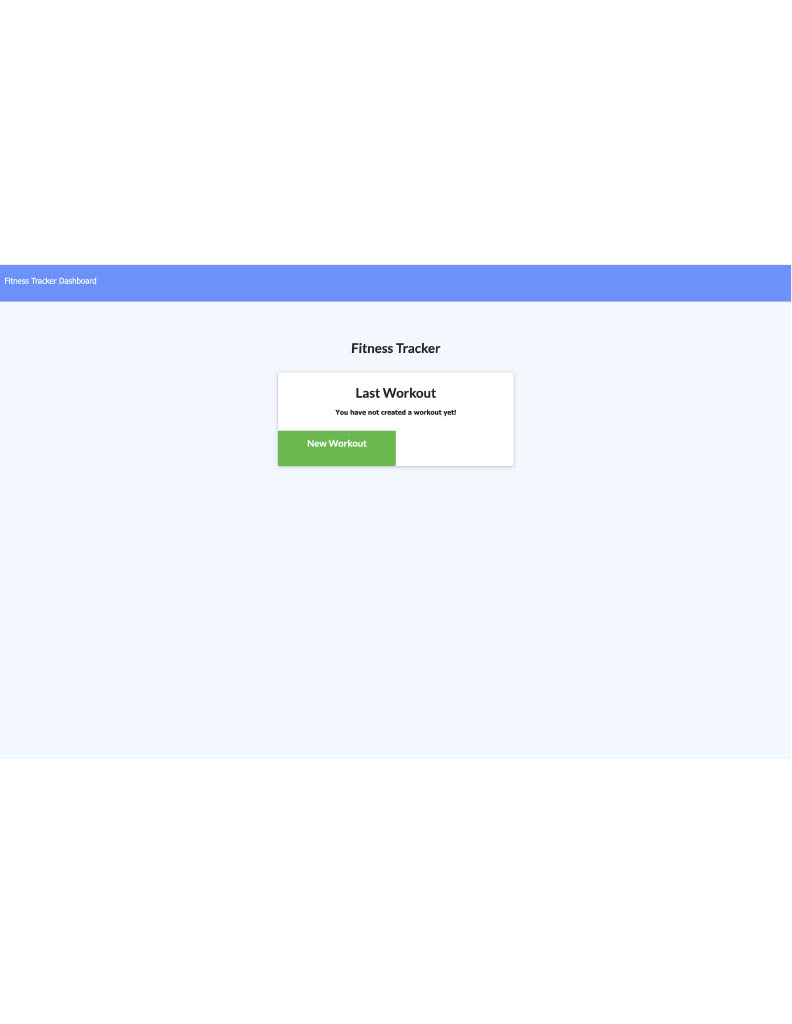 Fitness Tracker Dashboard
Fitness Tracker
Last Workout
You have not created a workout yet!
New Workout